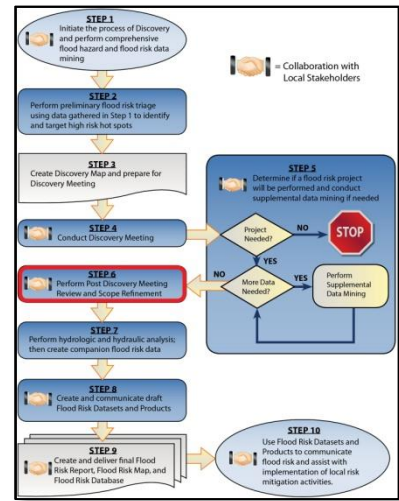 STEP 1
Initiate the process of Discovery
and perform comprehensive
flood hazard and flood risk data
mining
= Collaboration with
Local Stakeholders
STEP 2
Perform preliminary flood risk triage
using data gathered in Step 1 to identify
and target high risk hot spots
STEP 3
Create Discovery Map and prepare for
Discovery Meeting
STEP 4
Conduct Discovery Meeting
STEP 5
Determine if a flood risk project
will be performed and conduct
supplemental data mining if needed
Project
Needed?
NO
STOP
YES
More Data
Needed?
NO
YES
Perform
Supplemental
Data Mining
STEP 6
Perform Post Discovery Meeting
Review and Scope Refinement
STEP 7
Perform hydrologic and hydraulic analysis;
then create companion flood risk data
STEP 8
Create and communicate draft
Flood Risk Datasets and Products
STEP 9
Create and deliver final Flood
Risk Report, Flood Risk Map, and
Flood Risk Database
STEP 10
Use Flood Risk Datasets and
Products to communicate
flood risk and assist with
implementation of local risk
mitigation activities.